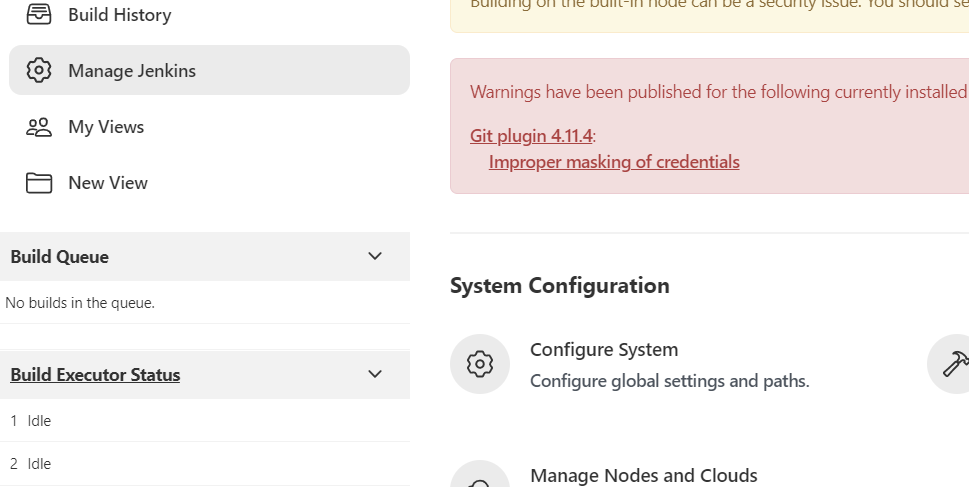 Build History
Manage Jenkins
My Views
New View
Build Queue
No builds in the queue.
Build Executor Status
1 Idle
2 Idle
Building on the built-in node can be a security issue. You should se
Warnings have been published for the following currently installed
Git plugin 4.11.4:
Improper masking of credentials
System Configuration
Configure System
Configure global settings and paths.
Manage Nodes and Clouds